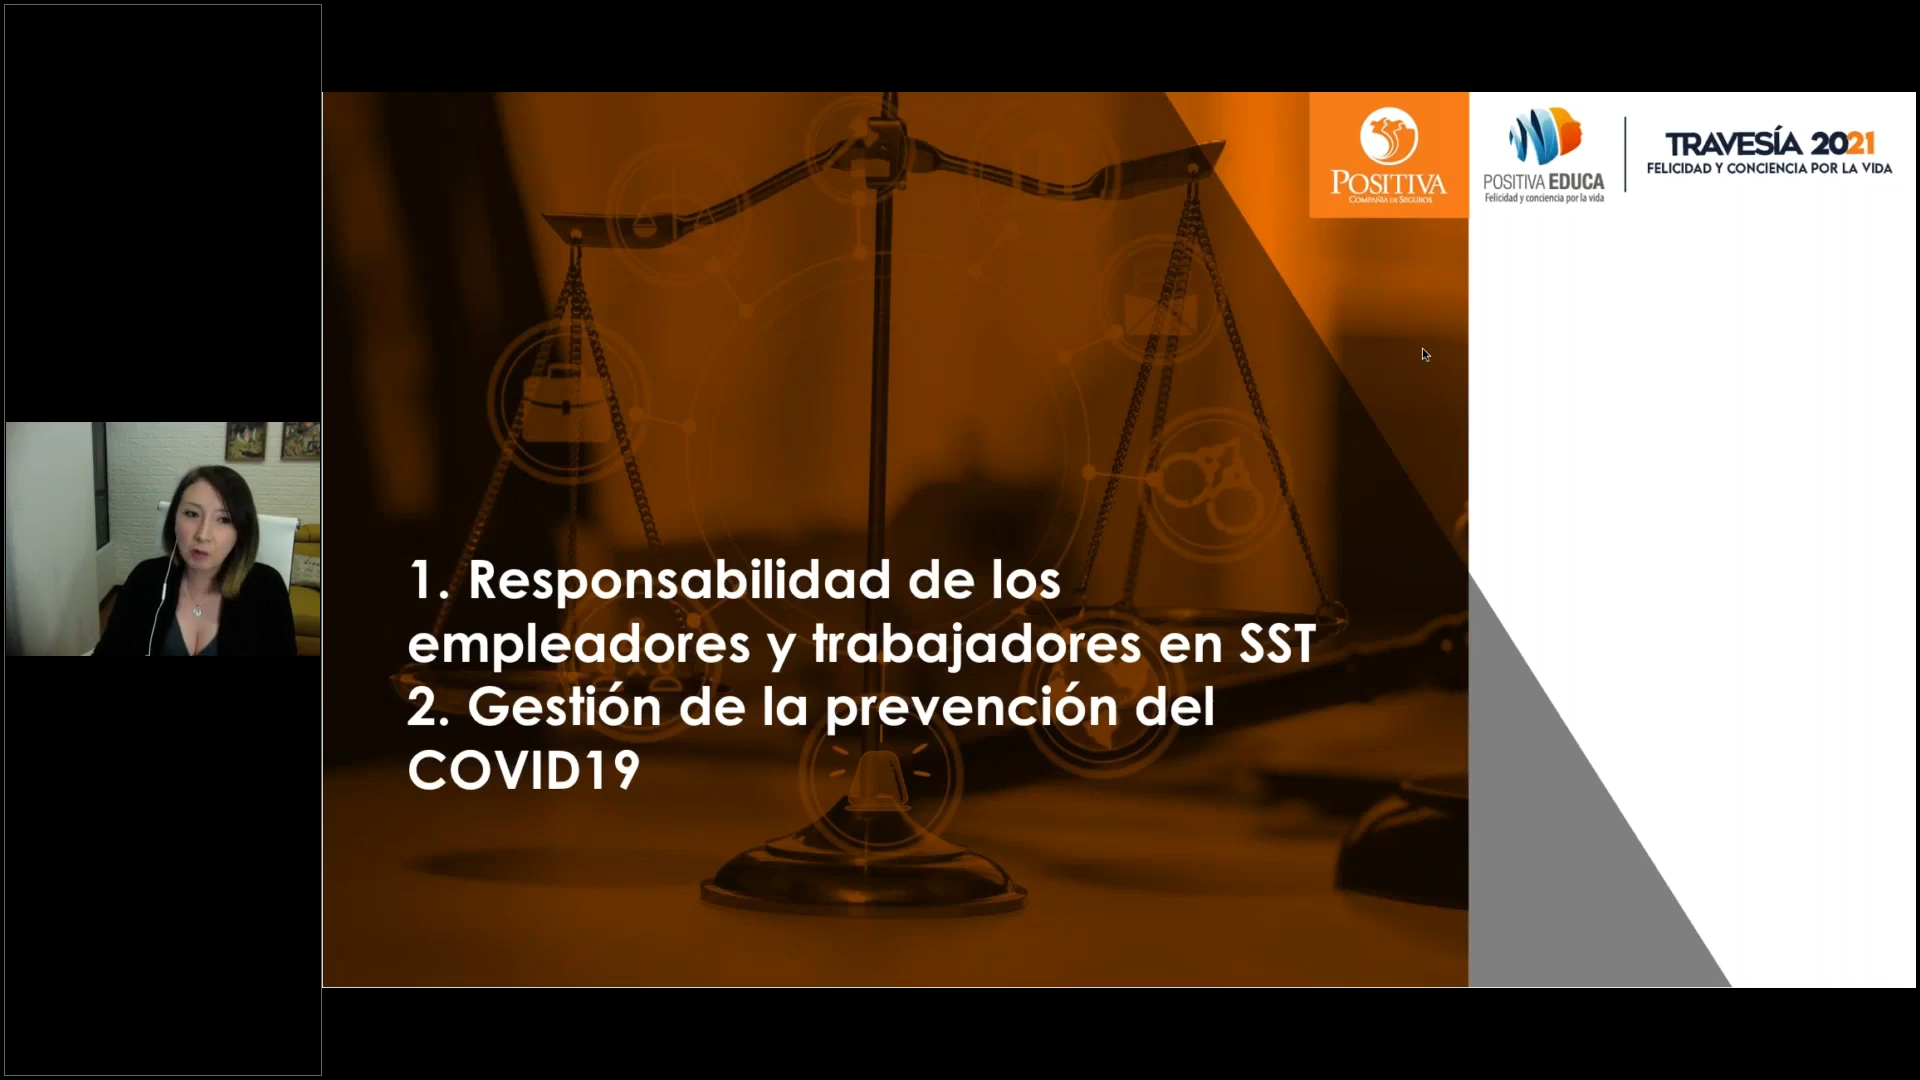 POSITIVA
COMPAÑÍA DE SEGUROS
POSITIVA EDUCA
Felicidad y conciencia por la vida
TRAVESÍA 2021
FELICIDAD Y CONCIENCIA POR LA VIDA
1. Responsabilidad de los
empleadores y trabajadores en SST
2. Gestión de la prevención del
COVID19